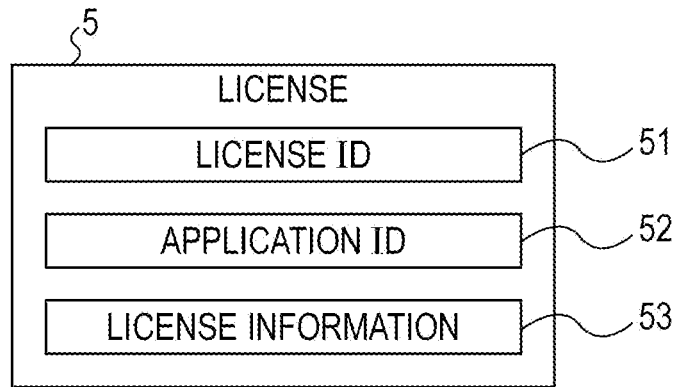 5
LICENSE
LICENSE ID
51
APPLICATION ID
52
LICENSE INFORMATION
53